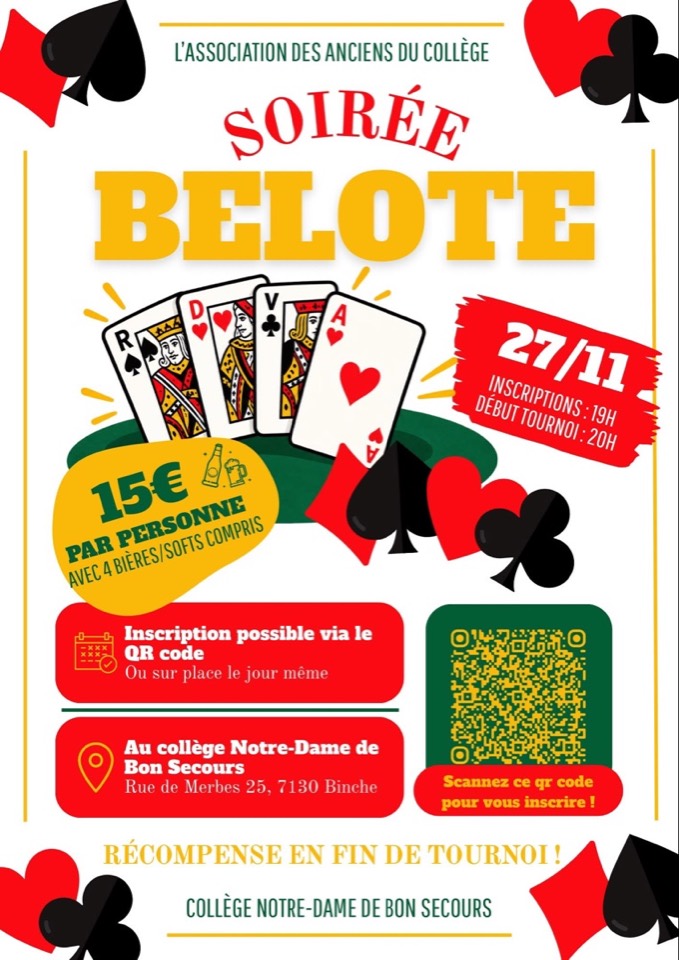 L'ASSOCIATION DES ANCIENS DU COLLÈGE
SOIRÉE
BELOTE
R
D
V
A
A
27/11
INSCRIPTIONS : 19H
DÉBUT TOURNOI : 20H
15€
PAR PERSONNE
AVEC 4 BIÈRES/SOFTS COMPRIS
Inscription possible via le
QR code
Ou sur place le jour même
Au collège Notre-Dame de
Bon Secours
Rue de Merbes 25, 7130 Binche
Scannez ce qr code
pour vous inscrire !
RÉCOMPENSE EN FIN DE TOURNOI !
COLLÈGE NOTRE-DAME DE BON SECOURS